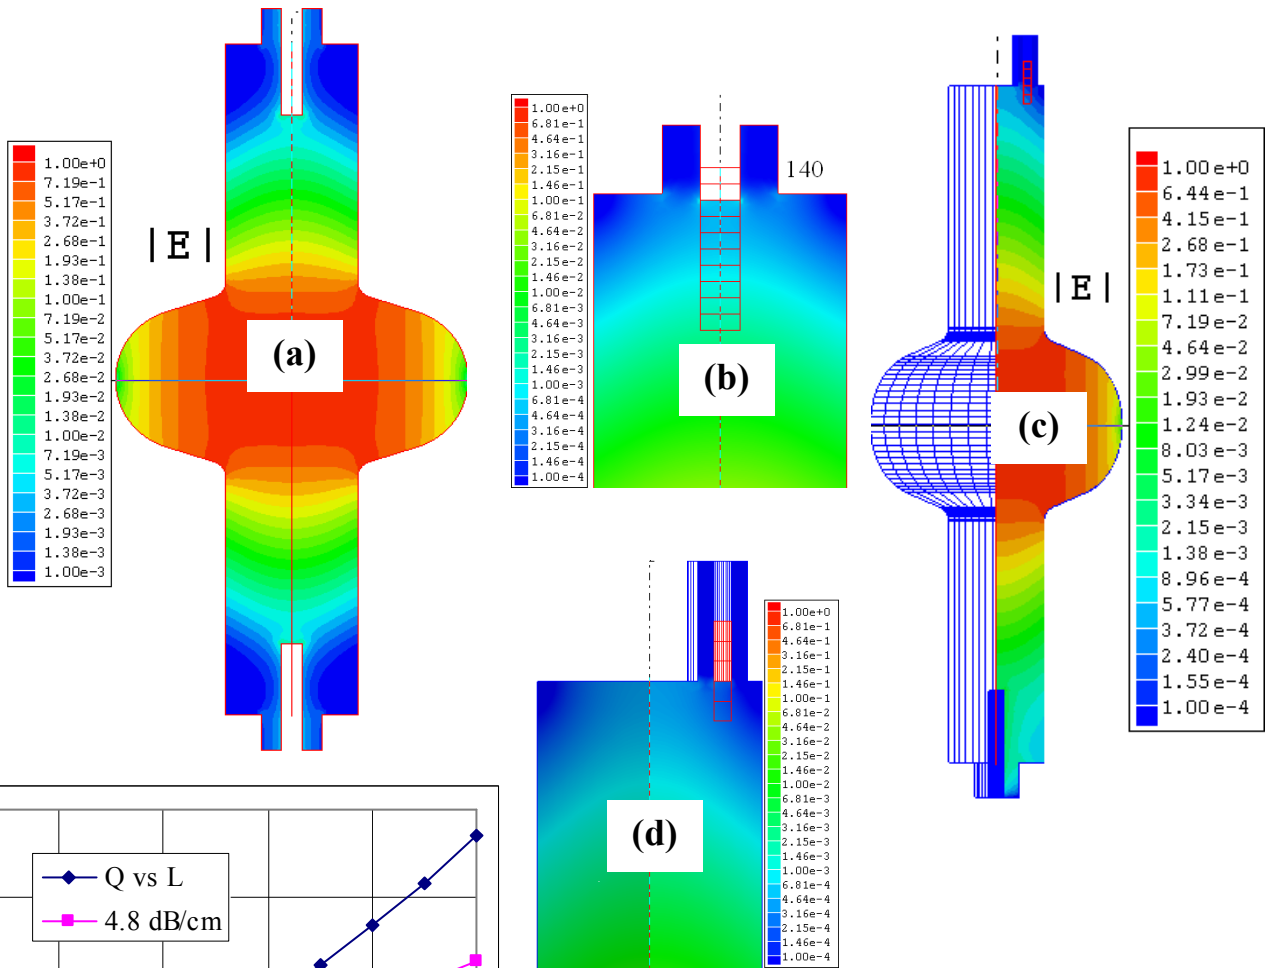 1.00e+0
7.19e-1
5.17e-1
3.72e-1
2.68e-1
1.93e-1
1.38e-1
1.00e-1
7.19e-2
5.17e-2
3.72e-2
2.68e-2
1.93e-2
1.38e-2
1.00e-2
7.19e-3
5.17e-3
3.72e-3
2.68e-3
1.93e-3
1.38e-3
1.00e-3
|E|
(a)
1.00e+0
6.81e-1
4.64e-1
3.16e-1
2.15e-1
1.46e-1
1.00e-1
6.81e-2
4.64e-2
3.16e-2
2.15e-2
1.46e-2
1.00e-2
6.81e-3
4.64e-3
3.16e-3
2.15e-3
1.46e-3
1.00e-3
6.81e-4
4.64e-4
3.16e-4
2.15e-4
1.46e-4
1.00e-4
140
(b)
(c)
|E|
1.00e+0
6.44e-1
4.15e-1
2.68e-1
1.73e-1
1.11e-1
7.19e-2
4.64e-2
2.99e-2
1.93e-2
1.24e-2
8.03e-3
5.17e-3
3.34e-3
2.15e-3
1.38e-3
8.96e-4
5.77e-4
3.72e-4
2.40e-4
1.55e-4
1.00e-4
(d)
1.00e+0
6.81e-1
4.64e-1
3.16e-1
2.15e-1
1.46e-1
1.00e-1
6.81e-2
4.64e-2
3.16e-2
2.15e-2
1.46e-2
1.00e-2
6.81e-3
4.64e-3
3.16e-3
2.15e-3
1.46e-3
1.00e-3
6.81e-4
4.64e-4
3.16e-4
2.15e-4
1.46e-4
1.00e-4
Q vs L
4.8 dB/cm